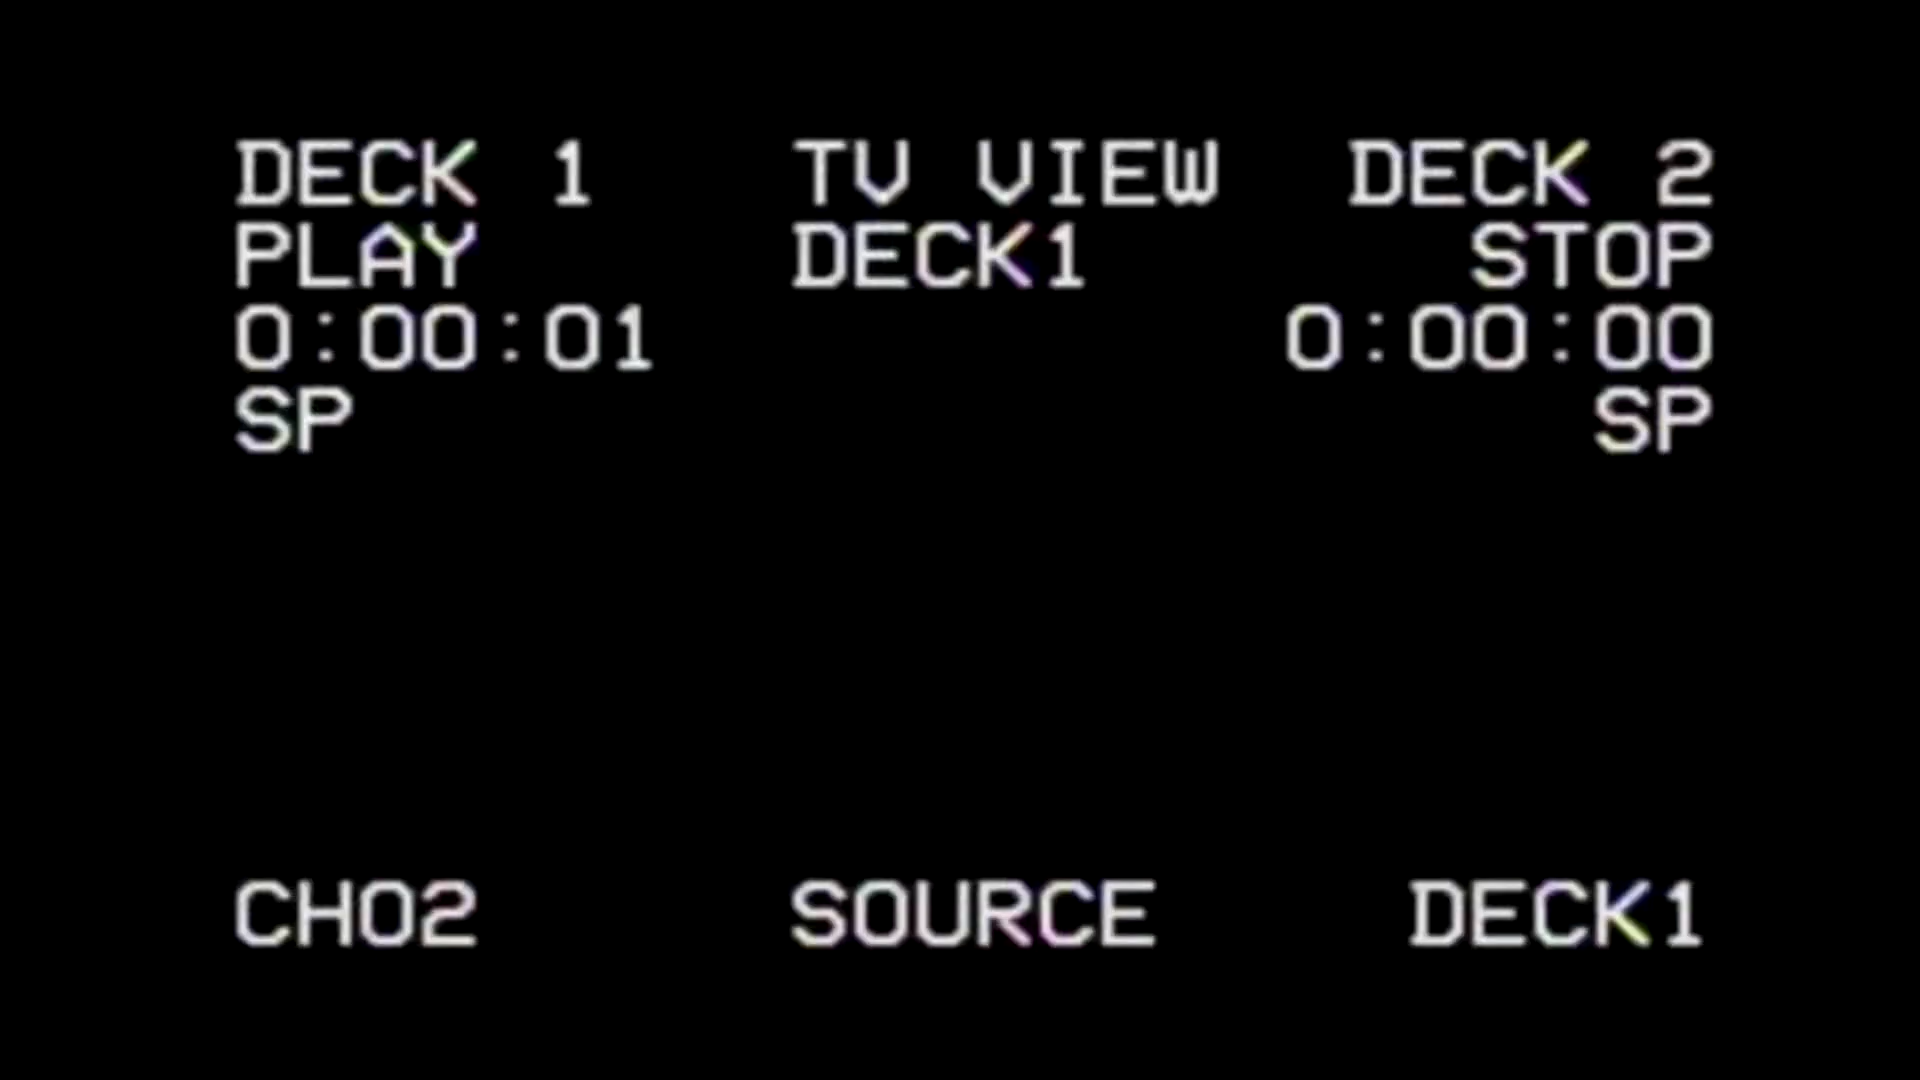 DECK 1 TV VIEW DECK 2
PLAY DECK1 STOP
0:00:01 0:00:00
SP SP
CH02 SOURCE DECK1